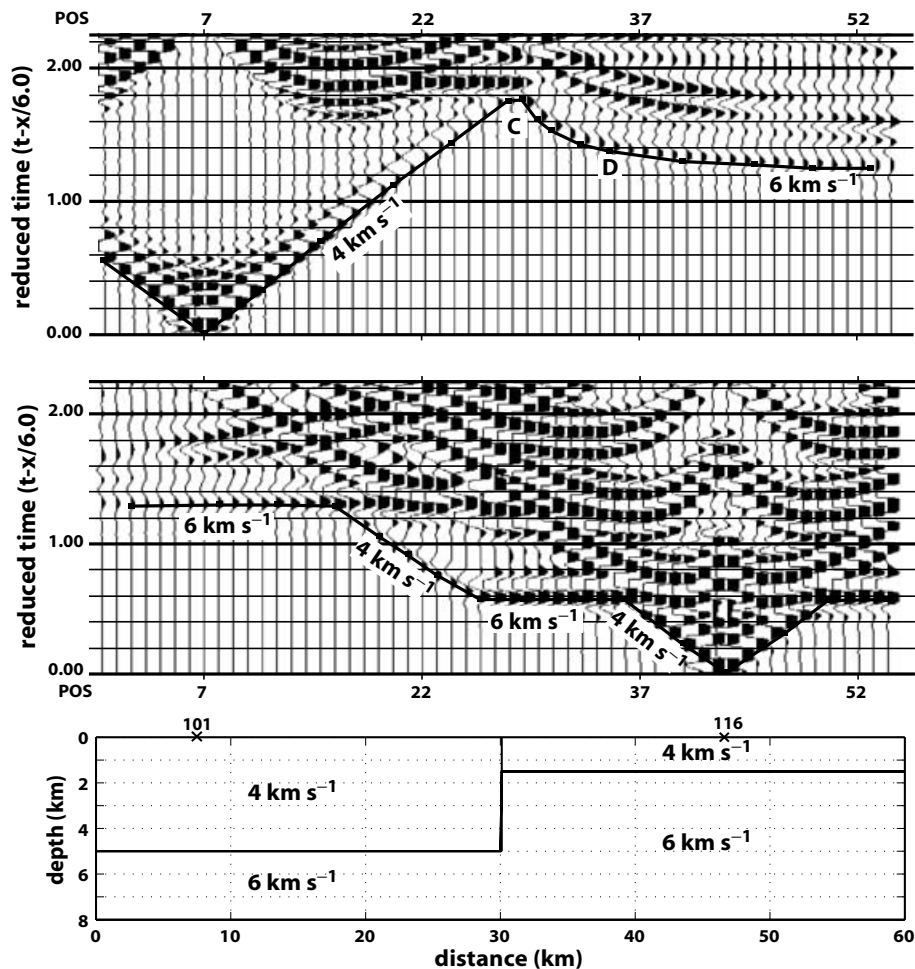 POS 7 22 37 52
reduced time (t-x/6.0)
2.00
1.00
0.00
C
D
4 km s−1
6 km s−1
reduced time (t-x/6.0)
2.00
1.00
0.00
6 km s−1
4 km s−1
6 km s−1
4 km s−1
POS 7 22 37 52
101 116
depth (km)
0
2
4
6
8
4 km s−1
4 km s−1
6 km s−1
6 km s−1
0 10 20 30 40 50 60
distance (km)